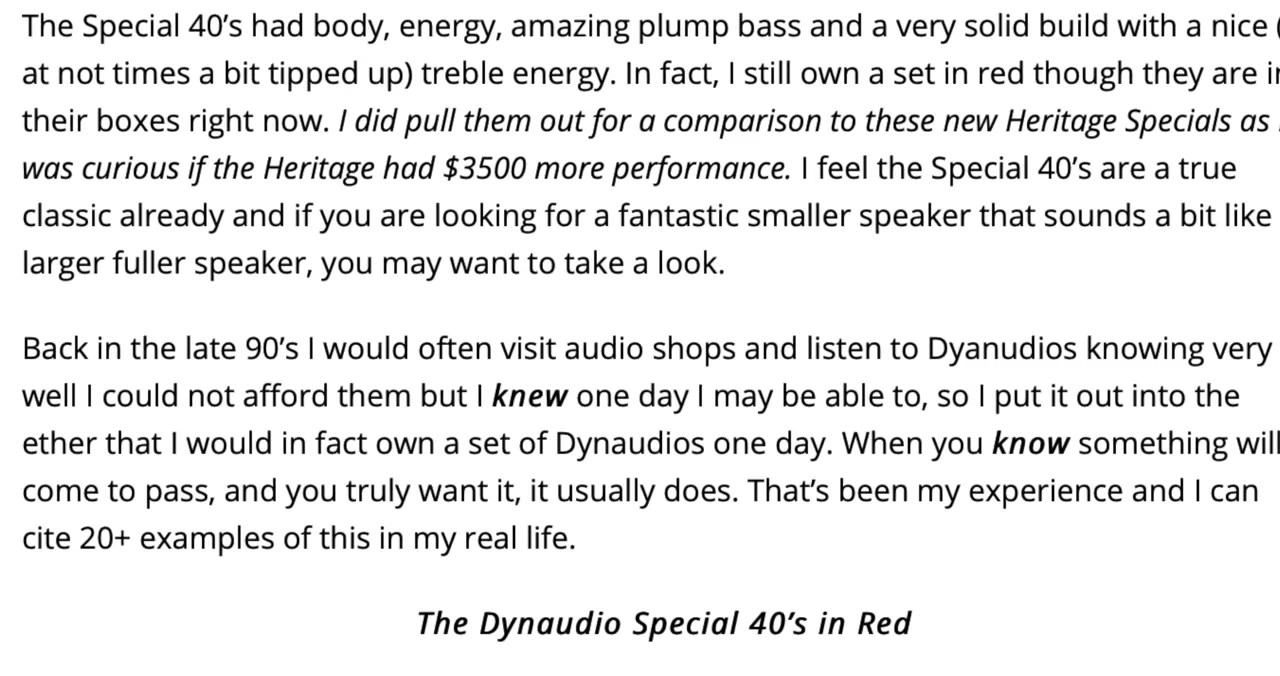 The Special 40’s had body, energy, amazing plump bass and a very solid build with a nice (
at not times a bit tipped up) treble energy. In fact, I still own a set in red though they are in
their boxes right now. I did pull them out for a comparison to these new Heritage Specials as
was curious if the Heritage had $3500 more performance. I feel the Special 40’s are a true
classic already and if you are looking for a fantastic smaller speaker that sounds a bit like
larger fuller speaker, you may want to take a look.
Back in the late 90’s I would often visit audio shops and listen to Dyanudios knowing very
well I could not afford them but I knew one day I may be able to, so I put it out into the
ether that I would in fact own a set of Dynaudios one day. When you know something will
come to pass, and you truly want it, it usually does. That’s been my experience and I can
cite 20+ examples of this in my real life.
The Dynaudio Special 40’s in Red